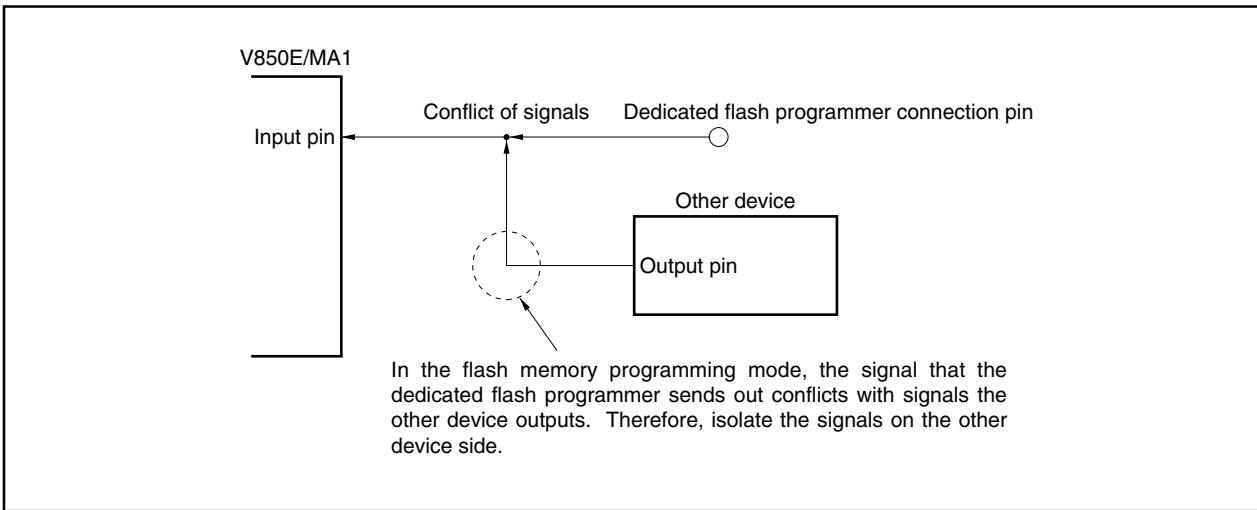 V850E/MA1
Conflict of signals
Dedicated flash programmer connection pin
Input pin
Other device
Output pin
In the flash memory programming mode, the signal that the
dedicated flash programmer sends out conflicts with signals the
other device outputs. Therefore, isolate the signals on the other
device side.